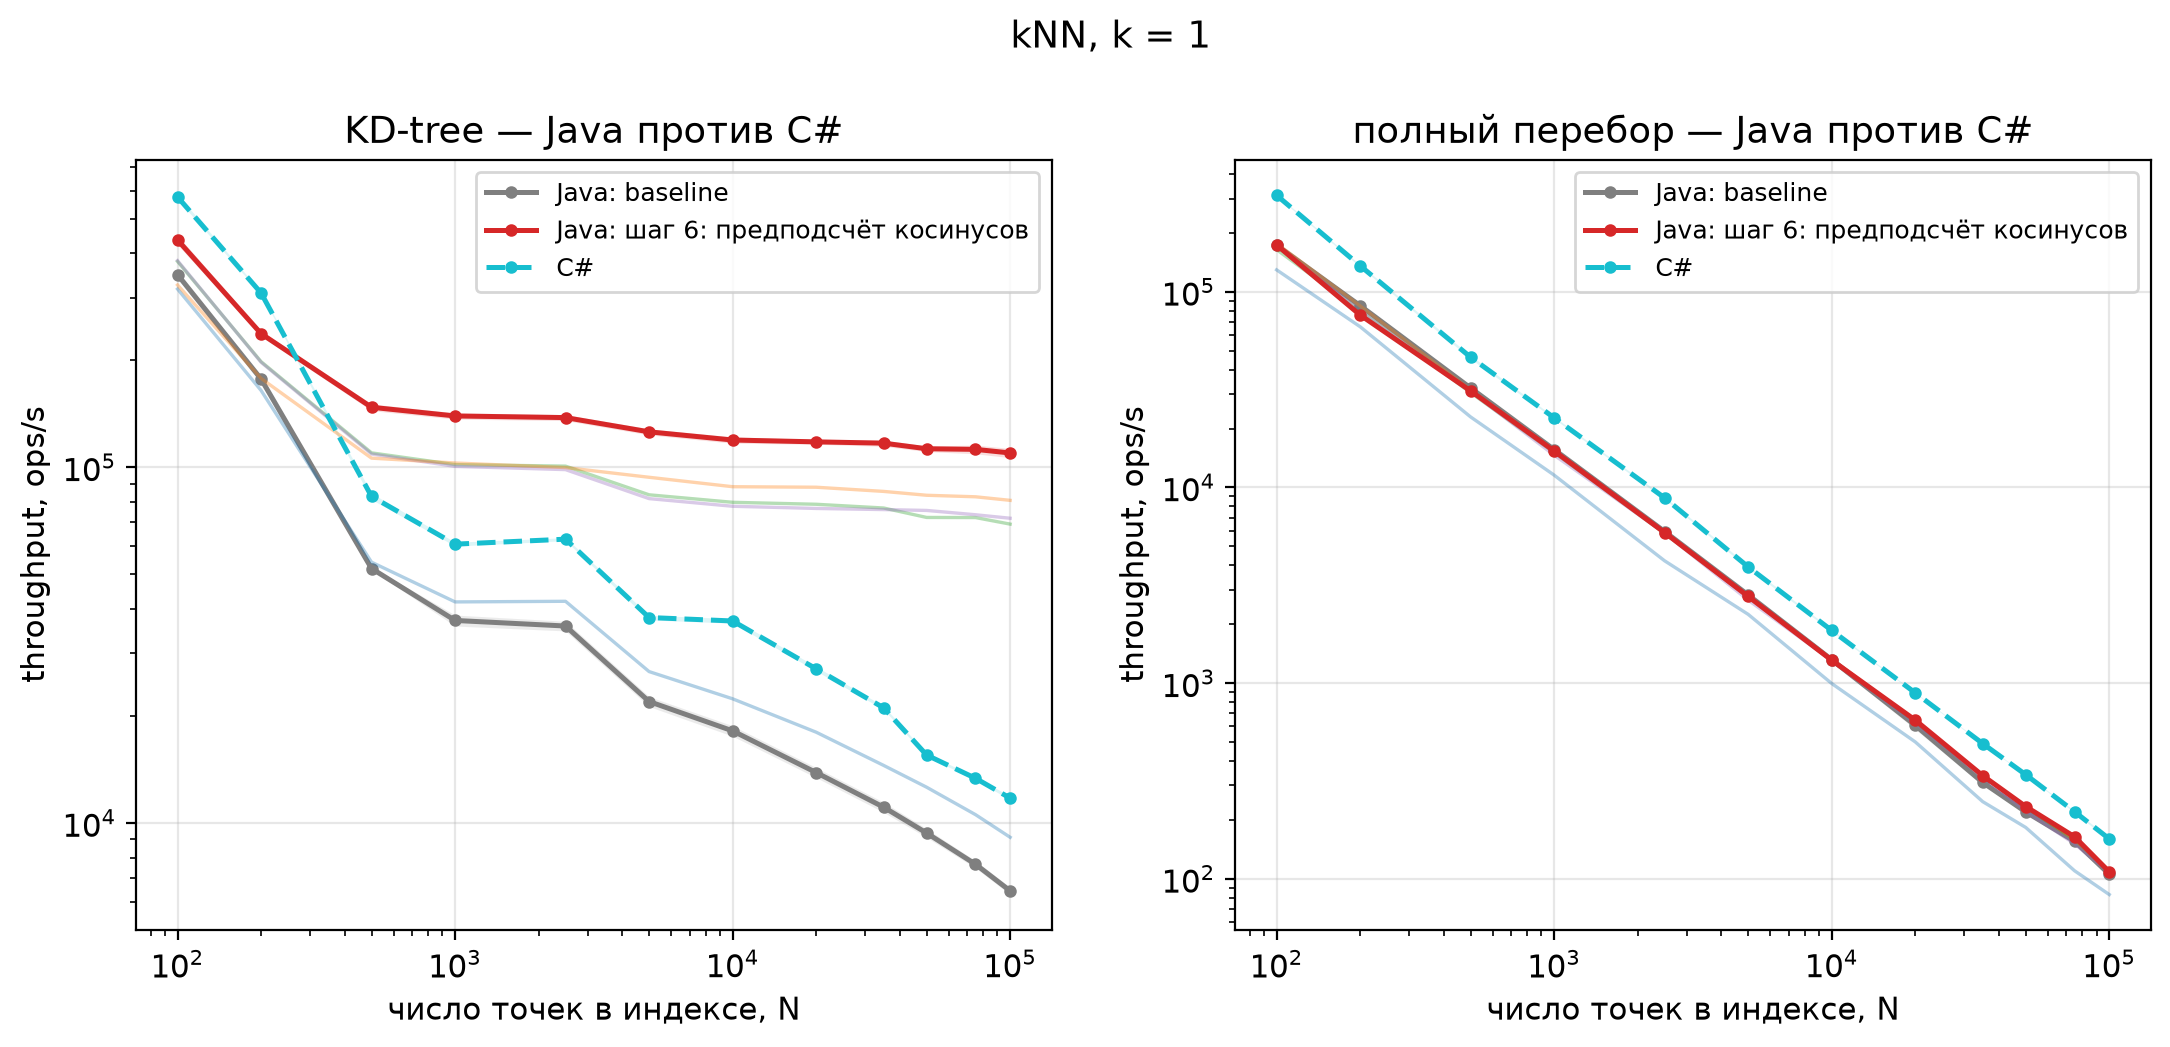 kNN, k = 1
KD-tree — Java против C#
Java: baseline
Java: шаг 6: предподсчёт косинусов
C#
throughput, ops/s
10⁵
10⁴
10² 10³ 10⁴ 10⁵
число точек в индексе, N
полный перебор — Java против C#
Java: baseline
Java: шаг 6: предподсчёт косинусов
C#
throughput, ops/s
10⁵
10⁴
10³
10²
10² 10³ 10⁴ 10⁵
число точек в индексе, N